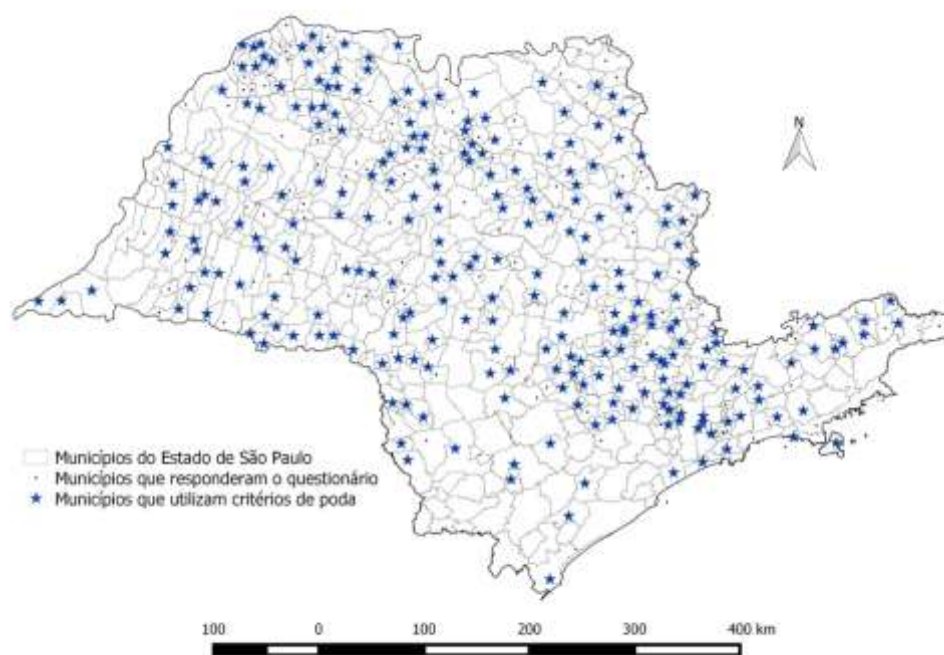 N
Municípios do Estado de São Paulo
Municípios que responderam o questionário
Municípios que utilizam critérios de poda
100 0 100 200 300 400 km